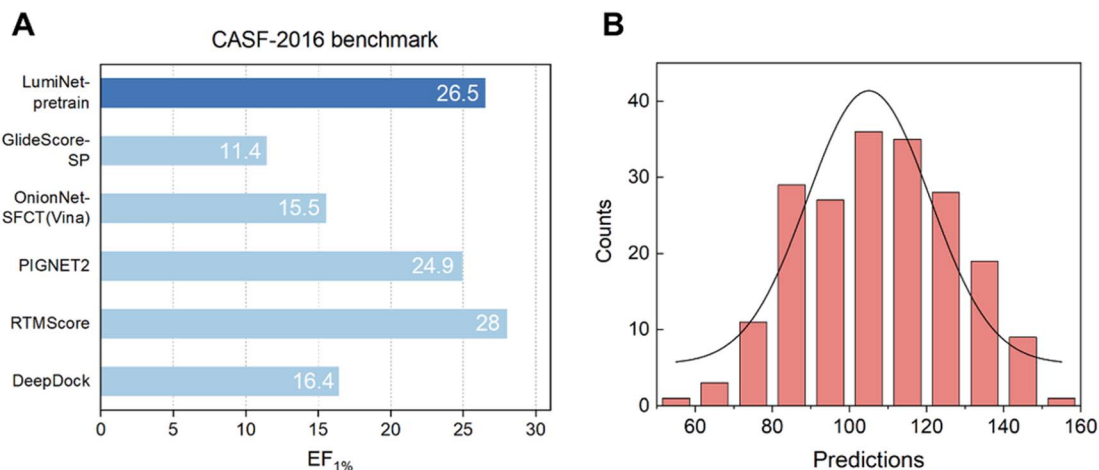 A
CASF-2016 benchmark
LumiNet-
pretrain
26.5
GlideScore-
SP
11.4
OnionNet-
SFCT(Vina)
15.5
PIGNET2
24.9
RTMScore
28
DeepDock
16.4
0 5 10 15 20 25 30
EF1%
B
Counts
40
30
20
10
0
60 80 100 120 140 160
Predictions